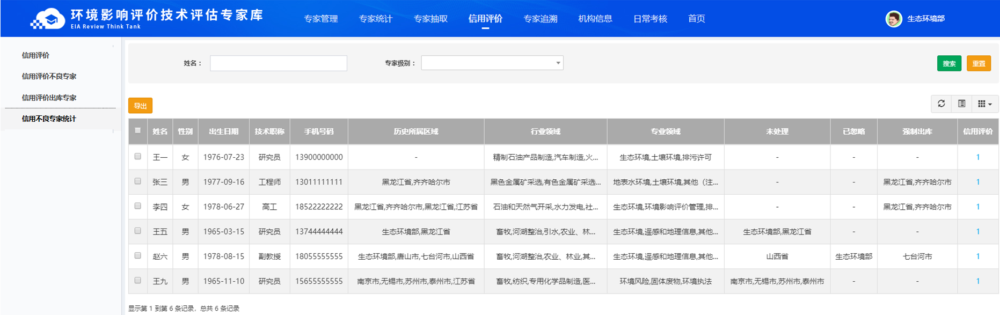 环境影响评价技术评估专家库
EIA Review Think Tank
专家管理 专家统计 专家抽取 信用评价 专家追溯 机构信息 日常考核 首页
生态环境部
信用评价
信用评价不良专家
信用评价出库专家
信用不良专家统计
姓名： 专家级别： 搜索 重置
导出
姓名 性别 出生日期 技术职称 手机号码 历史所属区域 行业领域 专业领域 未处理 已忽略 强制出库 信用评价
王一 女 1976-07-23 研究员 13900000000 - 精制石油产品制造,汽车制造,火... 生态环境,土壤环境,排污许可 - - - 1
张三 男 1977-09-16 工程师 13011111111 黑龙江省,齐齐哈尔市 黑色金属矿采选,有色金属矿采选... 地表水环境,土壤环境,其他（注... - - 黑龙江省,齐齐哈尔市 1
李四 女 1978-06-27 高工 18522222222 黑龙江省,齐齐哈尔市,黑龙江省,江苏省 石油和天然气开采,水力发电,社... 生态环境,环境影响评价管理,排... - - 黑龙江省,齐齐哈尔市 1
王五 男 1965-03-15 研究员 13744444444 生态环境部,黑龙江省 畜牧,河湖整治,引水,农业、林... 生态环境,遥感和地理信息,其他... 生态环境部,黑龙江省 - - 1
赵六 男 1978-08-15 副教授 18055555555 生态环境部,唐山市,七台河市,山西省 畜牧,河湖整治,农业、林业,其... 生态环境,遥感和地理信息,其他... 山西省 生态环境部 七台河市 1
王九 男 1965-11-10 研究员 15655555555 南京市,无锡市,苏州市,泰州市,江苏省 畜牧,纺织,专用化学品制造,医... 环境风险,固体废物,环境执法 南京市,无锡市,苏州市,泰州市 - - 1
显示第 1 到第 6 条记录，总共 6 条记录